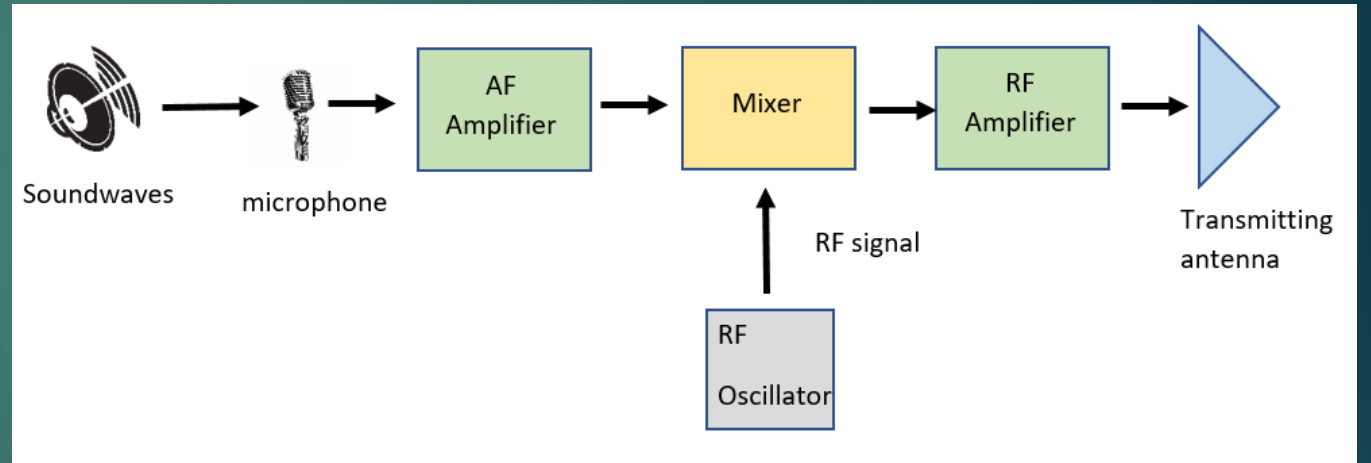 Soundwaves
microphone
AF
Amplifier
Mixer
RF
Amplifier
Transmitting
antenna
RF signal
RF
Oscillator